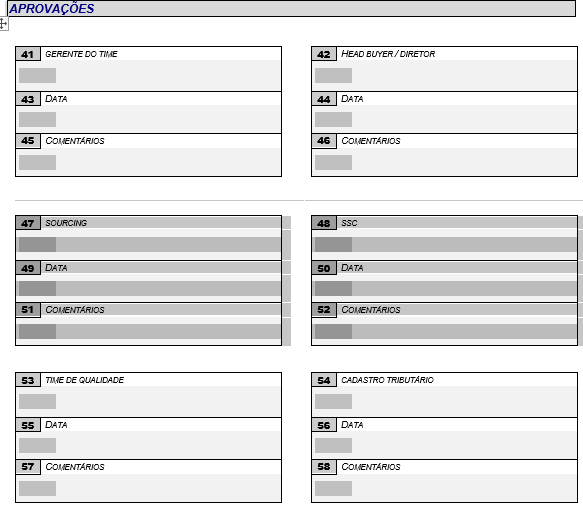 APROVAÇÕES
41 GERENTE DO TIME
42 HEAD BUYER / DIRETOR
43 DATA
44 DATA
45 COMENTÁRIOS
46 COMENTÁRIOS
47 SOURCING
48 SSC
49 DATA
50 DATA
51 COMENTÁRIOS
52 COMENTÁRIOS
53 TIME DE QUALIDADE
54 CADASTRO TRIBUTÁRIO
55 DATA
56 DATA
57 COMENTÁRIOS
58 COMENTÁRIOS